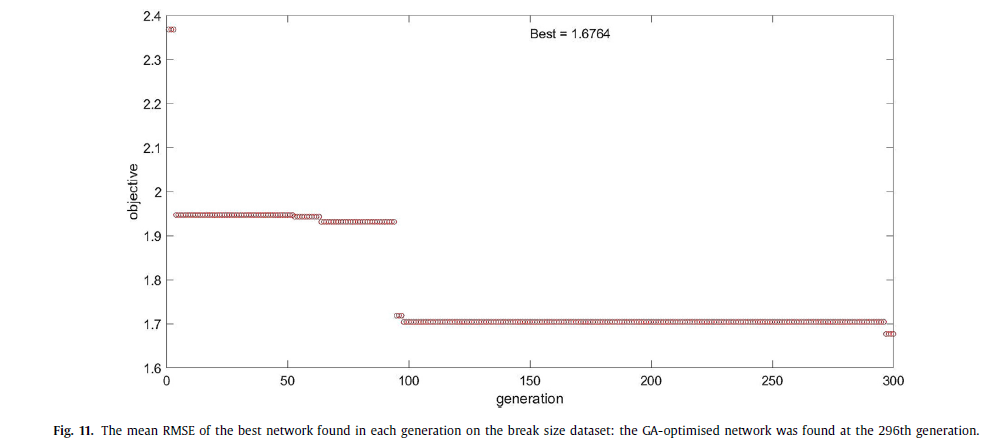 2.4
Best = 1.6764
2.3
2.2
2.1
2
1.9
1.8
1.7
1.6
objective
0 50 100 150 200 250 300
generation
Fig. 11. The mean RMSE of the best network found in each generation on the break size dataset: the GA-optimised network was found at the 296th generation.